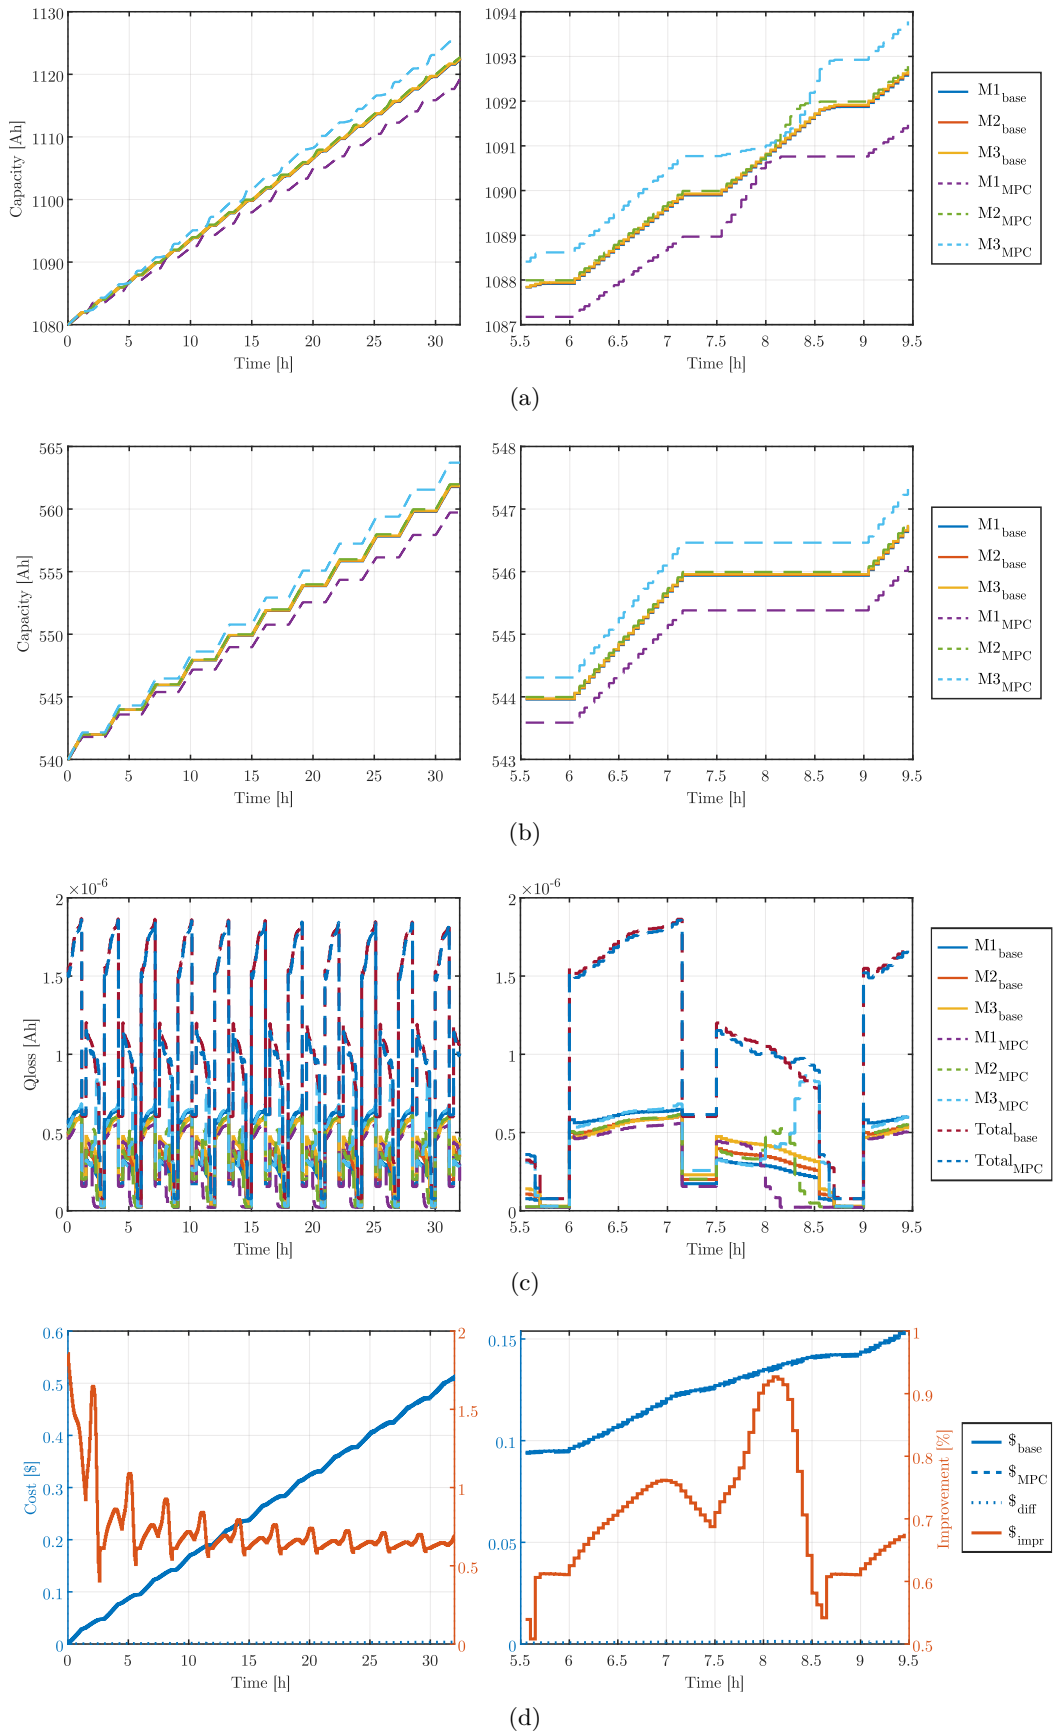 1130
1120
1110
1100
1090
1080
Capacity [Ah]
0 5 10 15 20 25 30
Time [h]
1094
1093
1092
1091
1090
1089
1088
1087
5.5 6 6.5 7 7.5 8 8.5 9 9.5
Time [h]
M1base
M2base
M3base
M1MPC
M2MPC
M3MPC
(a)
565
560
555
550
545
540
Capacity [Ah]
0 5 10 15 20 25 30
Time [h]
548
547
546
545
544
543
5.5 6 6.5 7 7.5 8 8.5 9 9.5
Time [h]
M1base
M2base
M3base
M1MPC
M2MPC
M3MPC
(b)
×10-6
2
1.5
1
0.5
0
Qloss [Ah]
0 5 10 15 20 25 30
Time [h]
×10-6
2
1.5
1
0.5
0
5.5 6 6.5 7 7.5 8 8.5 9 9.5
Time [h]
M1base
M2base
M3base
M1MPC
M2MPC
M3MPC
Totalbase
TotalMPC
(c)
0.6
0.5
0.4
0.3
0.2
0.1
0
Cost [$]
2
1.5
1
0.5
0
0 5 10 15 20 25 30
Time [h]
0.15
0.1
0.05
0
1
0.9
0.8
0.7
0.6
0.5
Improvement [%]
5.5 6 6.5 7 7.5 8 8.5 9 9.5
Time [h]
$base
$MPC
$diff
$impr
(d)